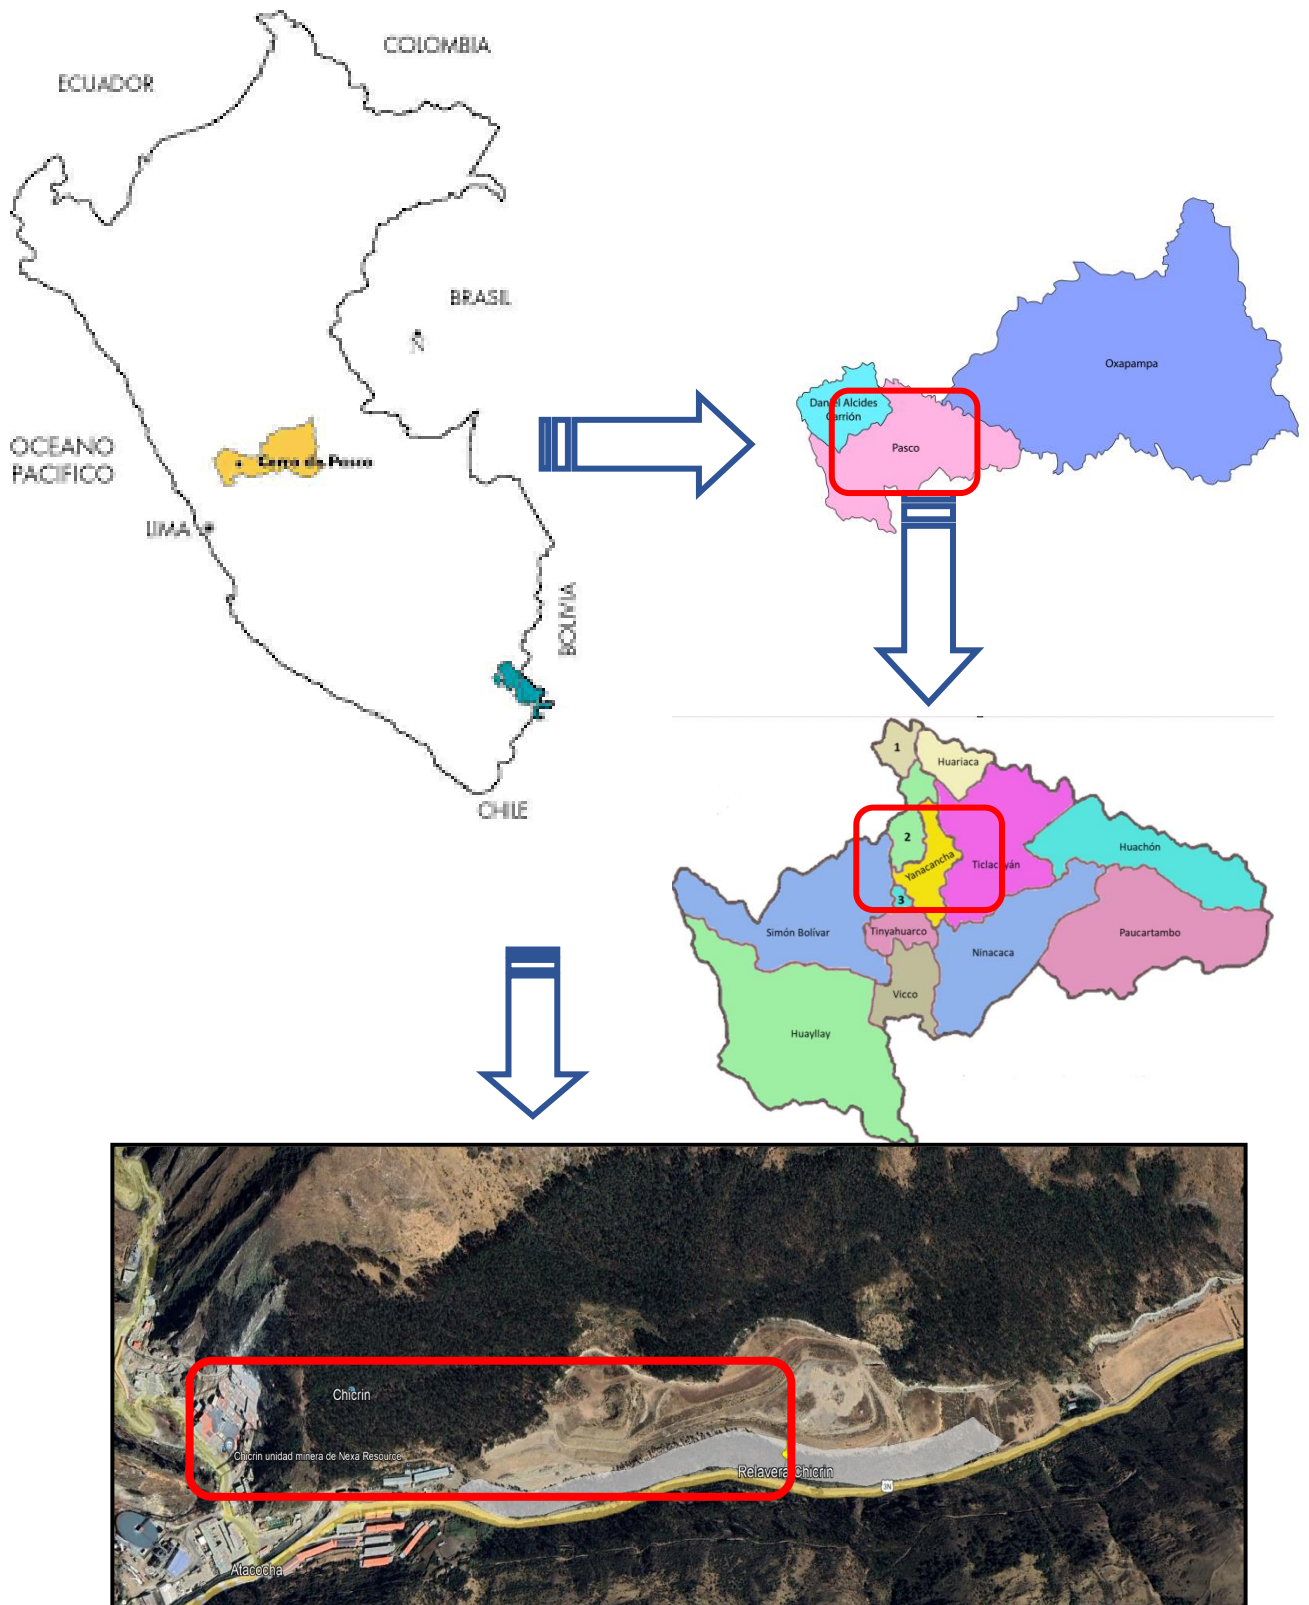 COLOMBIA
ECUADOR
BRASIL
OCEANO
PACIFICO
Cerro de Pasco
LIMA
BOLIVIA
CHILE
Oxapampa
Daniel Alcides
Carrión
Pasco
1
Huariaca
2
Yanacancha
Ticlacayán
Huachón
3
Simón Bolívar
Tinyahuarco
Ninacaca
Paucartambo
Vicco
Huayllay
Chicrin
Chicrin unidad minera de Nexa Resource
Relavera Chicrin
3N
Atacocha